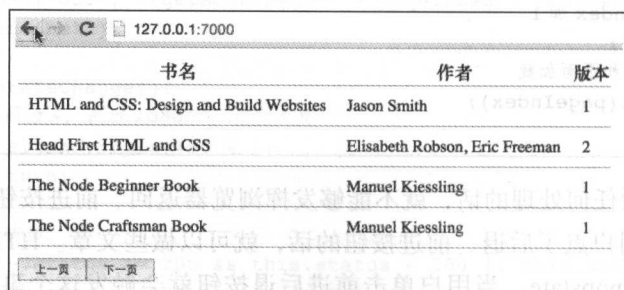 127.0.0.1:7000
书名 作者 版本
HTML and CSS: Design and Build Websites Jason Smith 1
Head First HTML and CSS Elisabeth Robson, Eric Freeman 2
The Node Beginner Book Manuel Kiessling 1
The Node Craftsman Book Manuel Kiessling 1
上一页 下一页